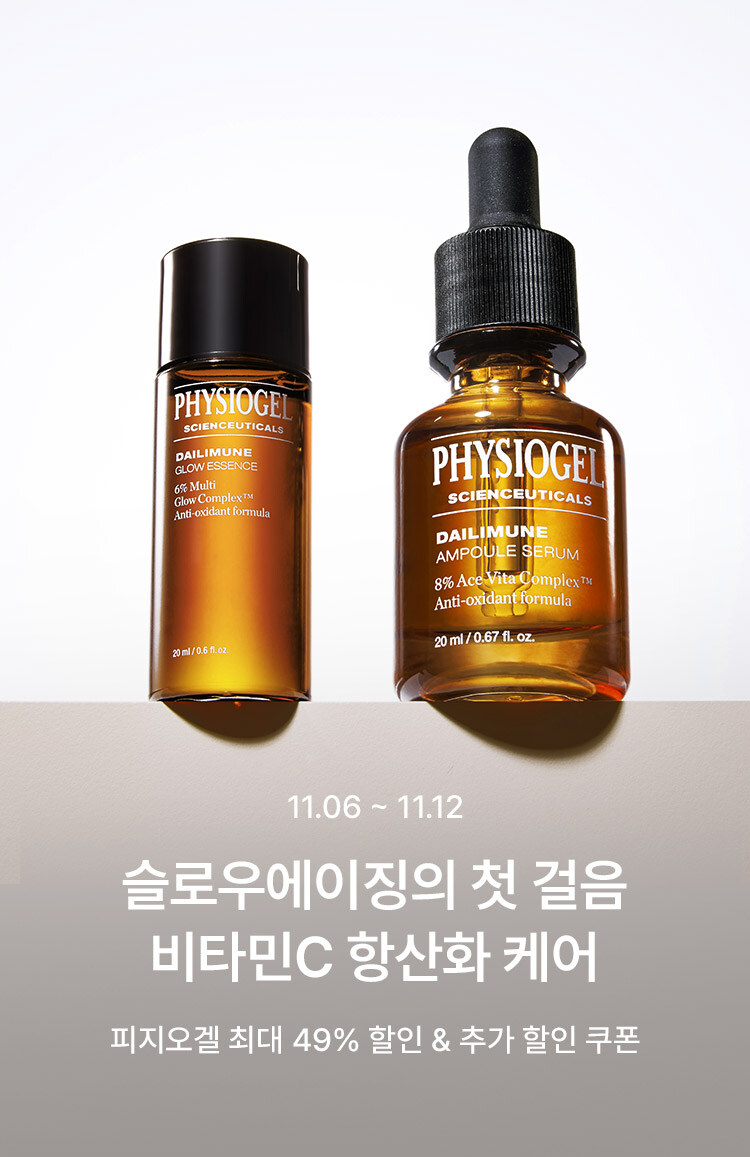 PHYSIOGEL
SCIENCEUTICALS
DAILIMUNE
GLOW ESSENCE
6% Multi
Glow Complex™
Anti-oxidant formula
20 ml / 0.6 fl. oz.
PHYSIOGEL
SCIENCEUTICALS
DAILIMUNE
AMPOULE SERUM
8% Ace Vita Complex™
Anti-oxidant formula
20 ml / 0.67 fl. oz.
11.06 ~ 11.12
슬로우에이징의 첫 걸음
비타민C 항산화 케어
피지오겔 최대 49% 할인 & 추가 할인 쿠폰